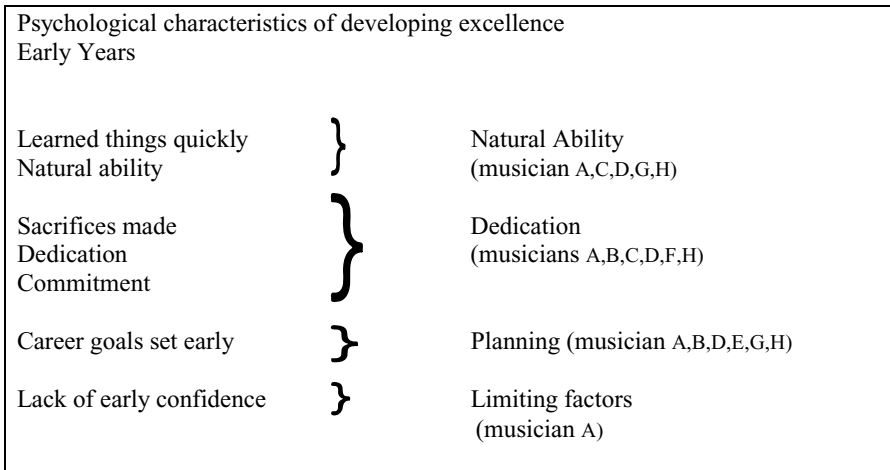 Psychological characteristics of developing excellence
Early Years
Learned things quickly
Natural ability
Natural Ability
(musician A,C,D,G,H)
Sacrifices made
Dedication
Commitment
Dedication
(musicians A,B,C,D,F,H)
Career goals set early
Planning (musician A,B,D,E,G,H)
Lack of early confidence
Limiting factors
(musician A)